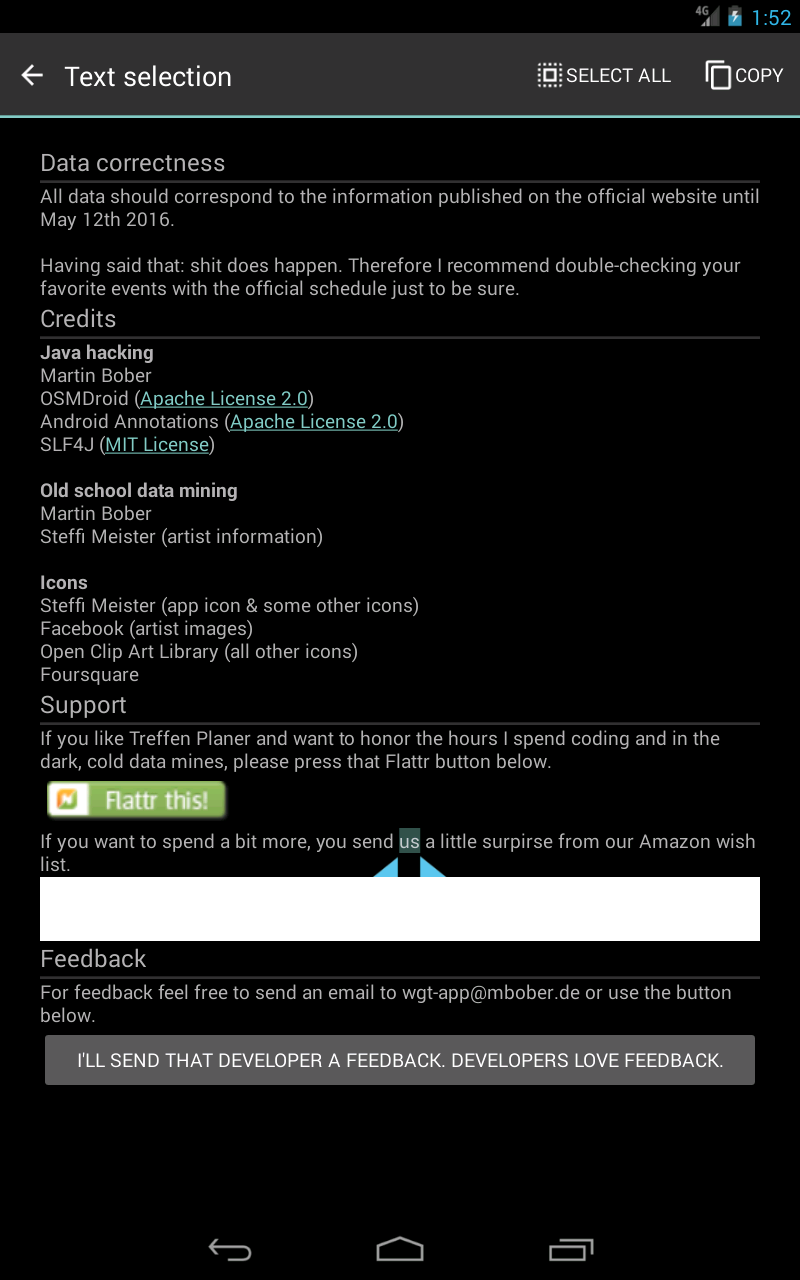 4G 1:52
Text selection SELECT ALL COPY
Data correctness
All data should correspond to the information published on the official website until
May 12th 2016.
Having said that: shit does happen. Therefore I recommend double-checking your
favorite events with the official schedule just to be sure.
Credits
Java hacking
Martin Bober
OSMDroid (Apache License 2.0)
Android Annotations (Apache License 2.0)
SLF4J (MIT License)
Old school data mining
Martin Bober
Steffi Meister (artist information)
Icons
Steffi Meister (app icon & some other icons)
Facebook (artist images)
Open Clip Art Library (all other icons)
Foursquare
Support
If you like Treffen Planer and want to honor the hours I spend coding and in the
dark, cold data mines, please press that Flattr button below.
Flattr this!
If you want to spend a bit more, you send us a little surpirse from our Amazon wish
list.
Feedback
For feedback feel free to send an email to wgt-app@mbober.de or use the button
below.
I'LL SEND THAT DEVELOPER A FEEDBACK. DEVELOPERS LOVE FEEDBACK.